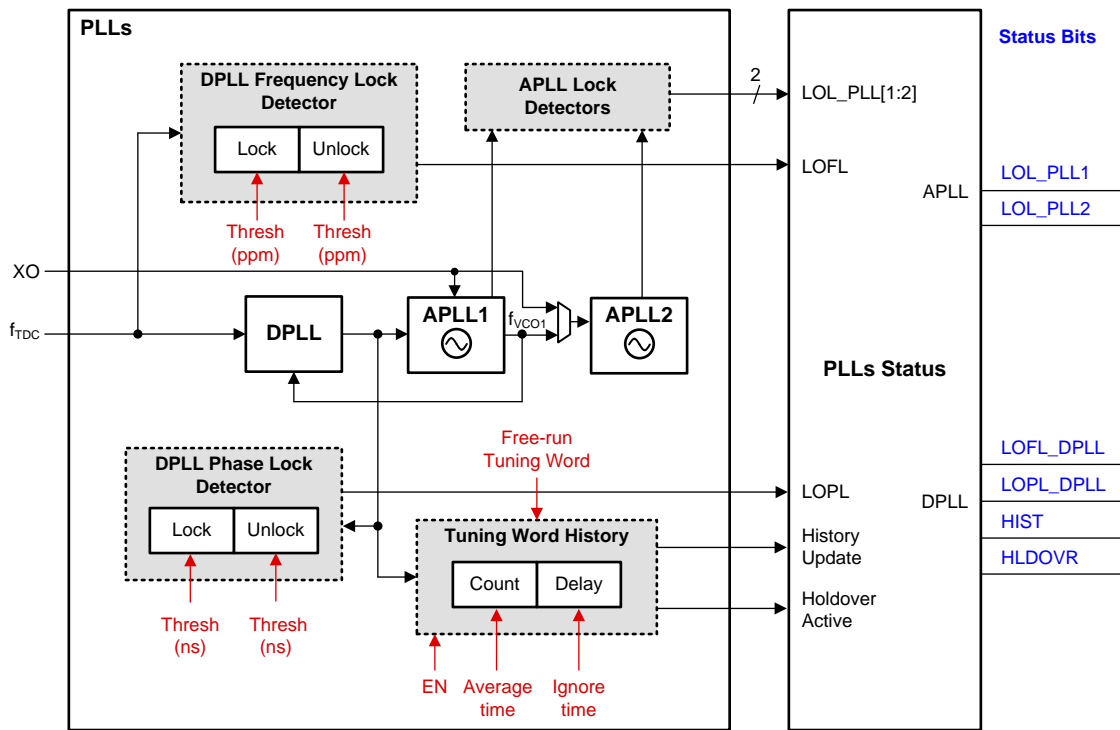 PLLs
Status Bits
DPLL Frequency Lock
Detector
Lock
Unlock
Thresh
(ppm)
Thresh
(ppm)
APLL Lock
Detectors
2
LOL_PLL[1:2]
LOFL
APLL
LOL_PLL1
LOL_PLL2
XO
fTDC
DPLL
APLL1
fVCO1
APLL2
PLLs Status
Free-run
Tuning Word
DPLL Phase Lock
Detector
Lock
Unlock
Thresh
(ns)
Thresh
(ns)
Tuning Word History
Count
Delay
EN
Average
time
Ignore
time
LOPL
History
Update
Holdover
Active
DPLL
LOFL_DPLL
LOPL_DPLL
HIST
HLDOVR